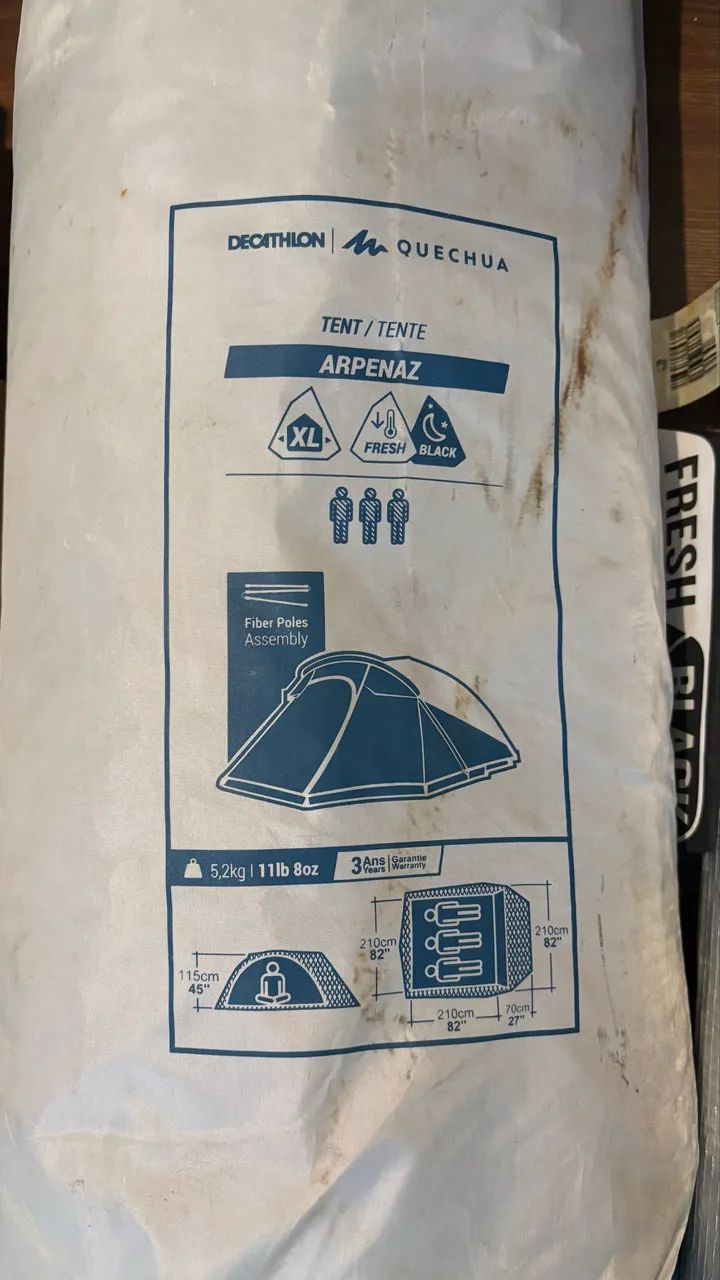 DECATHLON | QUECHUA
TENT / TENTE
ARPENAZ
XL
FRESH
BLACK
Fiber Poles
Assembly
5,2kg | 11lb 8oz
3 Ans Years | Garantie Warranty
115cm
45"
210cm
82"
210cm
82"
210cm
82"
70cm
27"
FRESH
BLACK